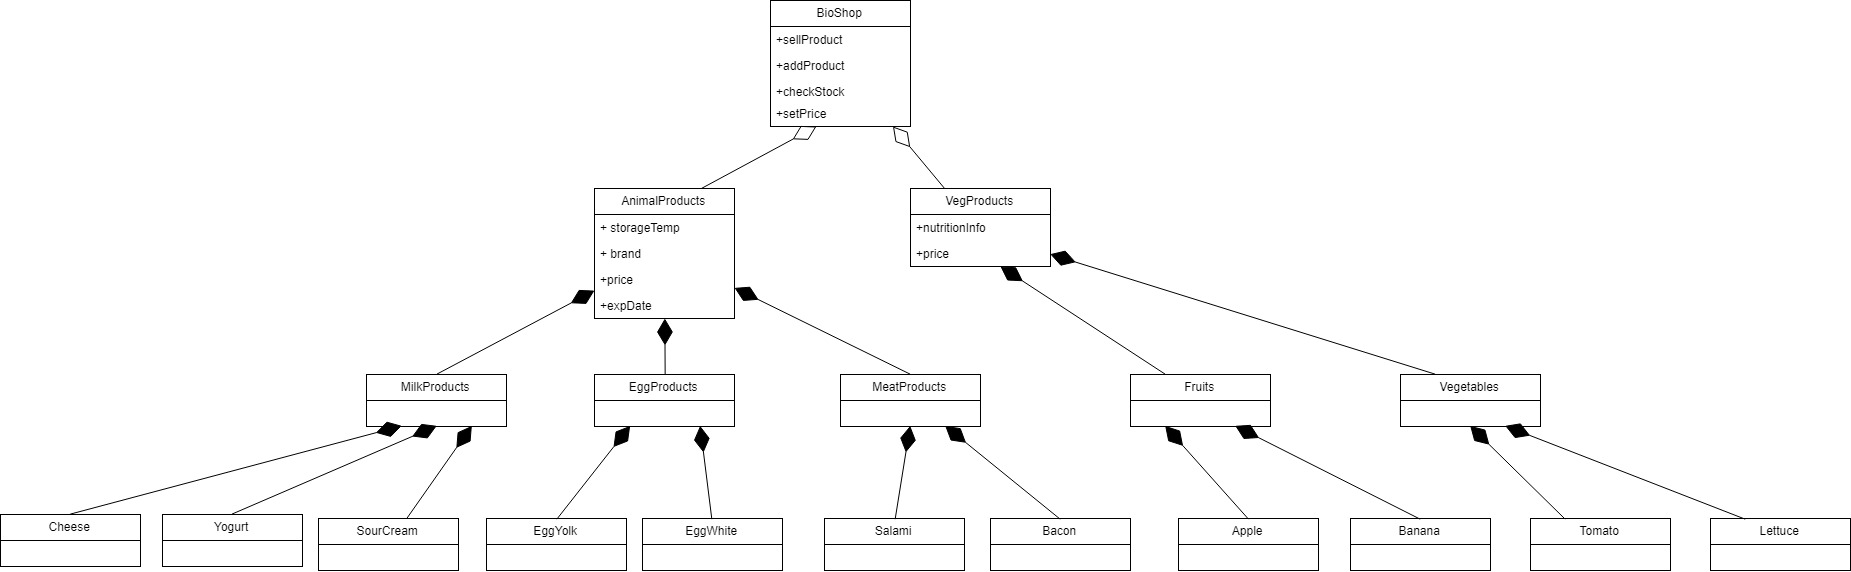 BioShop
+sellProduct
+addProduct
+checkStock
+setPrice
AnimalProducts
+ storageTemp
+ brand
+price
+expDate
VegProducts
+nutritionInfo
+price
MilkProducts
EggProducts
MeatProducts
Fruits
Vegetables
Cheese
Yogurt
SourCream
EggYolk
EggWhite
Salami
Bacon
Apple
Banana
Tomato
Lettuce